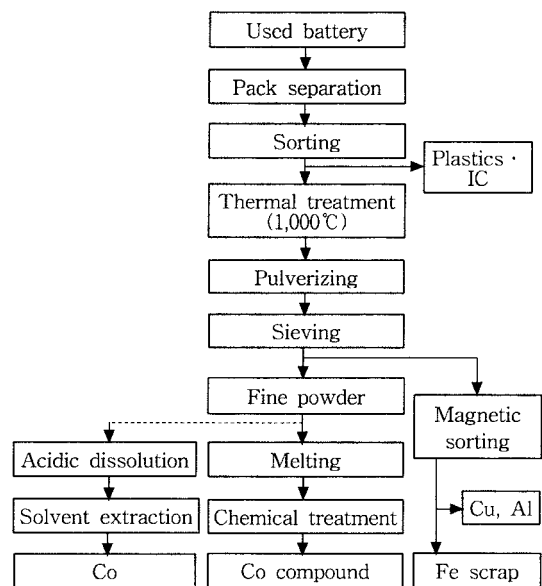 Used battery
Pack separation
Sorting
Plastics ·
IC
Thermal treatment
(1,000℃)
Pulverizing
Sieving
Fine powder
Magnetic
sorting
Acidic dissolution
Melting
Cu, Al
Solvent extraction
Chemical treatment
Co
Co compound
Fe scrap